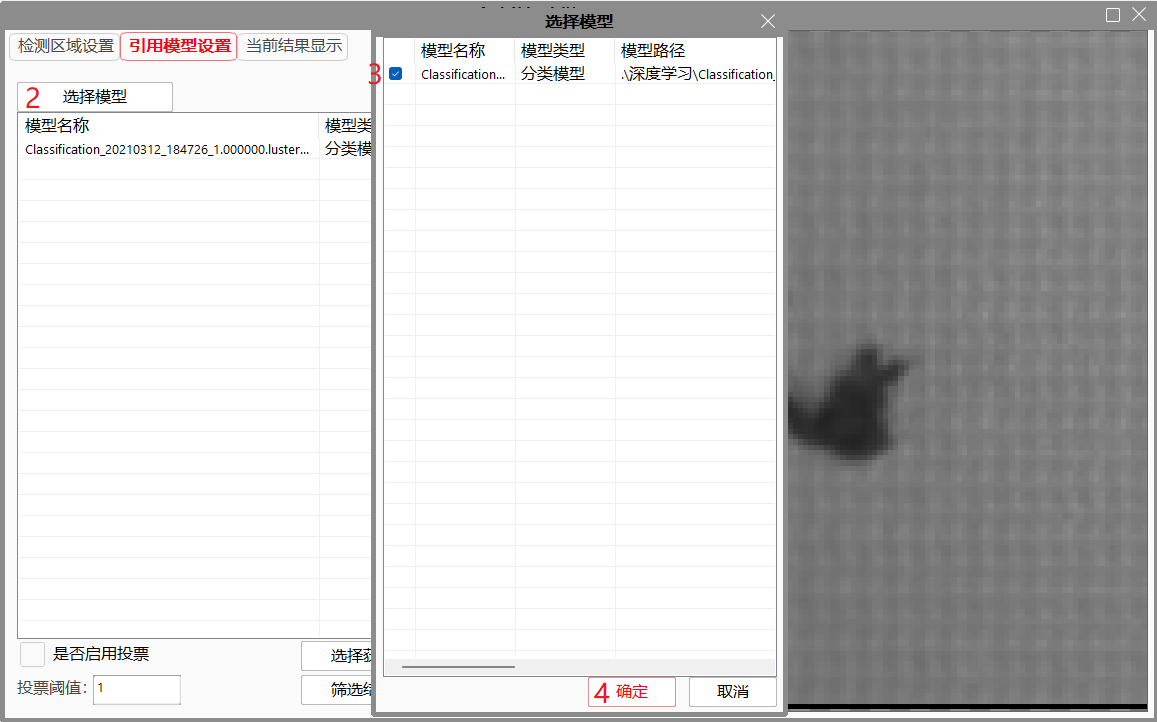 选择模型
检测区域设置 引用模型设置 当前结果显示
2 选择模型
模型名称 模型类
Classification_20210312_184726_1.000000.luster... 分类模
模型名称 模型类型 模型路径
3 Classification... 分类模型 .\深度学习\Classification_
是否启用投票 选择
投票阈值: 1 筛选
4 确定 取消